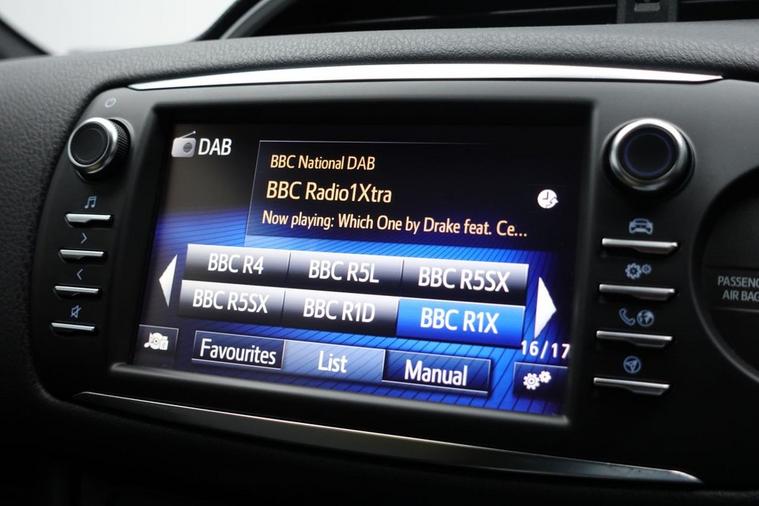 DAB
BBC National DAB
BBC Radio1Xtra
Now playing: Which One by Drake feat. Ce...
BBC R4 BBC R5L BBC R5SX
BBC R5SX BBC R1D BBC R1X
16/17
Favourites List Manual
PASSENG
AIR BAG